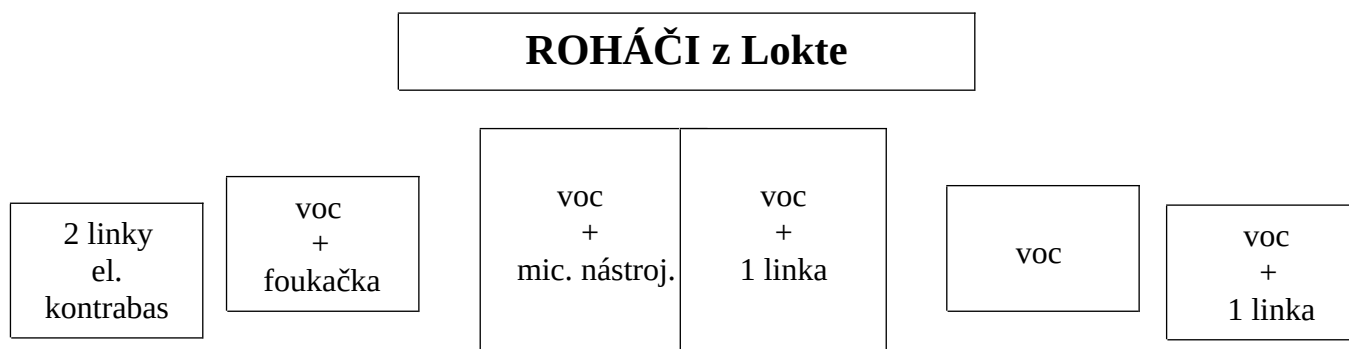 ROHÁČI z Lokte
2 linky
el.
kontrabas
voc
+
foukačka
voc
+
mic. nástroj.
voc
+
1 linka
voc
voc
+
1 linka